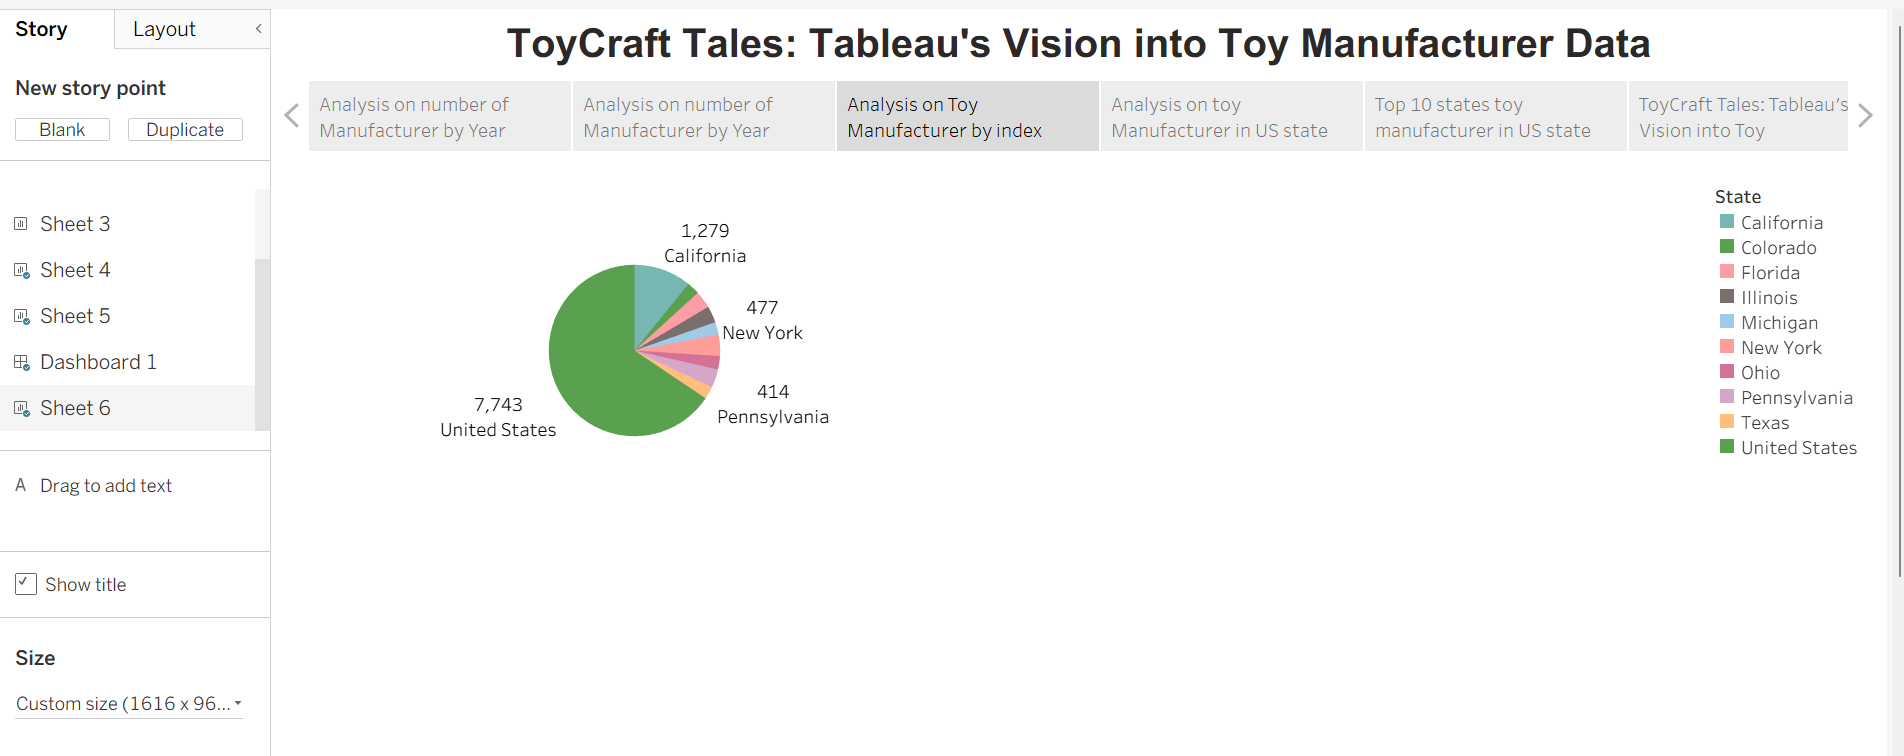 Story
Layout
ToyCraft Tales: Tableau's Vision into Toy Manufacturer Data
New story point
Blank
Duplicate
Analysis on number of
Manufacturer by Year
Analysis on number of
Manufacturer by Year
Analysis on Toy
Manufacturer by index
Analysis on toy
Manufacturer in US state
Top 10 states toy
manufacturer in US state
ToyCraft Tales: Tableau's
Vision into Toy
Sheet 3
Sheet 4
Sheet 5
Dashboard 1
Sheet 6
A Drag to add text
Show title
Size
Custom size (1616 x 96...
1,279
California
477
New York
414
Pennsylvania
7,743
United States
State
California
Colorado
Florida
Illinois
Michigan
New York
Ohio
Pennsylvania
Texas
United States